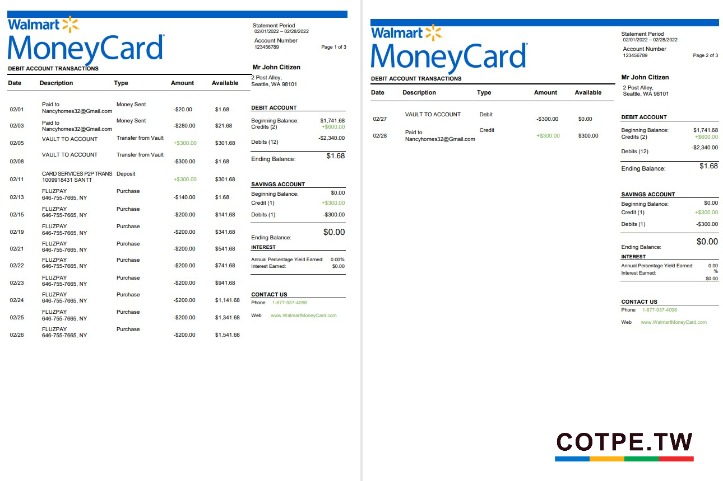 Walmart
MoneyCard
DEBIT ACCOUNT TRANSACTIONS
Date Description Type Amount Available
02/01 Paid to Nancyhomes32@Gmail.com Money Sent -$20.00 $1.68
02/03 Paid to Nancyhomes32@Gmail.com Money Sent -$280.00 $21.68
02/05 VAULT TO ACCOUNT Transfer from Vault +$300.00 $301.68
02/08 VAULT TO ACCOUNT Transfer from Vault -$300.00 $1.68
02/11 CARD SERVICES P2P TRANS 1009918431 SANTT Deposit +$300.00 $301.68
02/13 FLUZPAY 646-755-7665, NY Purchase -$140.00 $1.68
02/15 FLUZPAY 646-755-7665, NY Purchase -$200.00 $141.68
02/19 FLUZPAY 646-755-7665, NY Purchase -$200.00 $341.68
02/21 FLUZPAY 646-755-7665, NY Purchase -$200.00 $541.68
02/22 FLUZPAY 646-755-7665, NY Purchase -$200.00 $741.68
02/23 FLUZPAY 646-755-7665, NY Purchase -$200.00 $941.68
02/24 FLUZPAY 646-755-7665, NY Purchase -$200.00 $1,141.68
02/25 FLUZPAY 646-755-7665, NY Purchase -$200.00 $1,341.68
02/26 FLUZPAY 646-755-7665, NY Purchase -$200.00 $1,541.68
Statement Period
02/01/2022 – 02/28/2022
Account Number
123456789 Page 1 of 3
Mr John Citizen
2 Post Alley,
Seattle, WA 98101
DEBIT ACCOUNT
Beginning Balance: $1,741.68
Credits (2) +$600.00
Debits (12) -$2,340.00
Ending Balance: $1.68
SAVINGS ACCOUNT
Beginning Balance: $0.00
Credit (1) +$300.00
Debits (1) -$300.00
Ending Balance: $0.00
INTEREST
Annual Percentage Yield Earned: 0.00%
Interest Earned: $0.00
CONTACT US
Phone 1-877-937-4098
Web www.WalmartMoneyCard.com
Walmart
MoneyCard
DEBIT ACCOUNT TRANSACTIONS
Date Description Type Amount Available
02/27 VAULT TO ACCOUNT Debit -$300.00 $0.00
02/28 Paid to Nancyhomes32@Gmail.com Credit +$300.00 $300.00
Statement Period
02/01/2022 – 02/28/2022
Account Number
123456789 Page 2 of 3
Mr John Citizen
2 Post Alley,
Seattle, WA 98101
DEBIT ACCOUNT
Beginning Balance: $1,741.68
Credits (2) +$600.00
Debits (12) -$2,340.00
Ending Balance: $1.68
SAVINGS ACCOUNT
Beginning Balance: $0.00
Credit (1) +$300.00
Debits (1) -$300.00
Ending Balance: $0.00
INTEREST
Annual Percentage Yield Earned: 0.00
%
Interest Earned: $0.00
CONTACT US
Phone 1-877-937-4098
Web www.WalmartMoneyCard.com
COTPE.TW